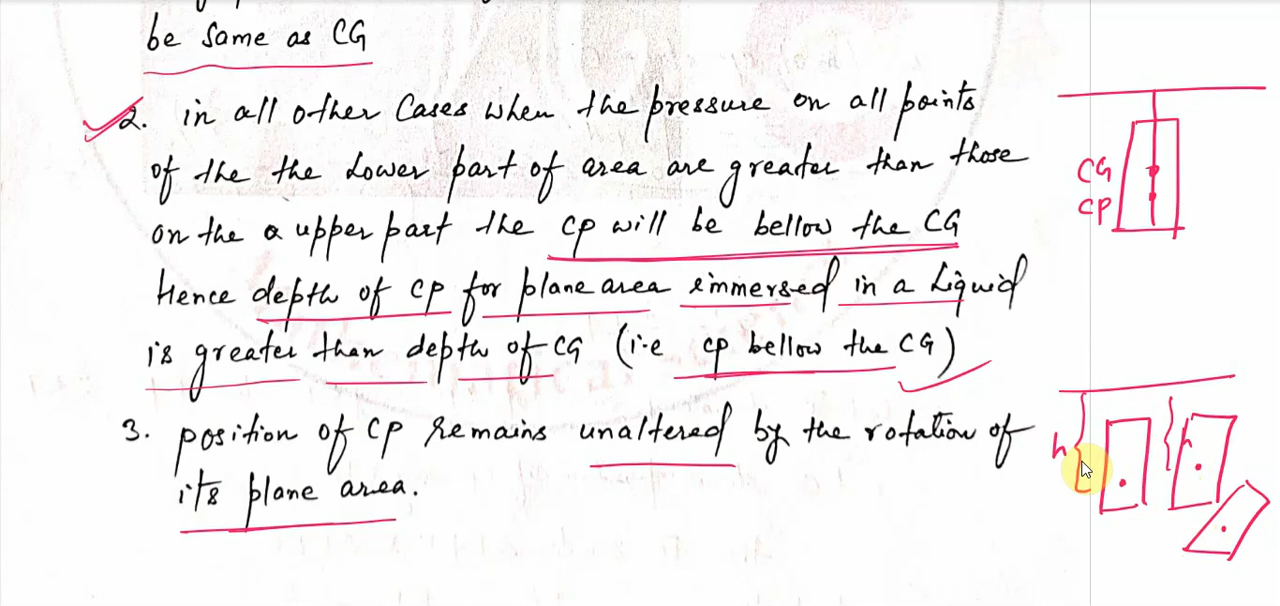 be same as CG
2. in all other Cases when the pressure on all points
of the the Lower part of area are greater than those
on the a upper part the CP will be bellow the CG
Hence depth of CP for plane area emmersed in a Liquid
is greater than depth of CG (i.e CP bellow the CG)
3. position of CP Remains unaltered by the rotation of
its plane area.
CG
CP
h
h